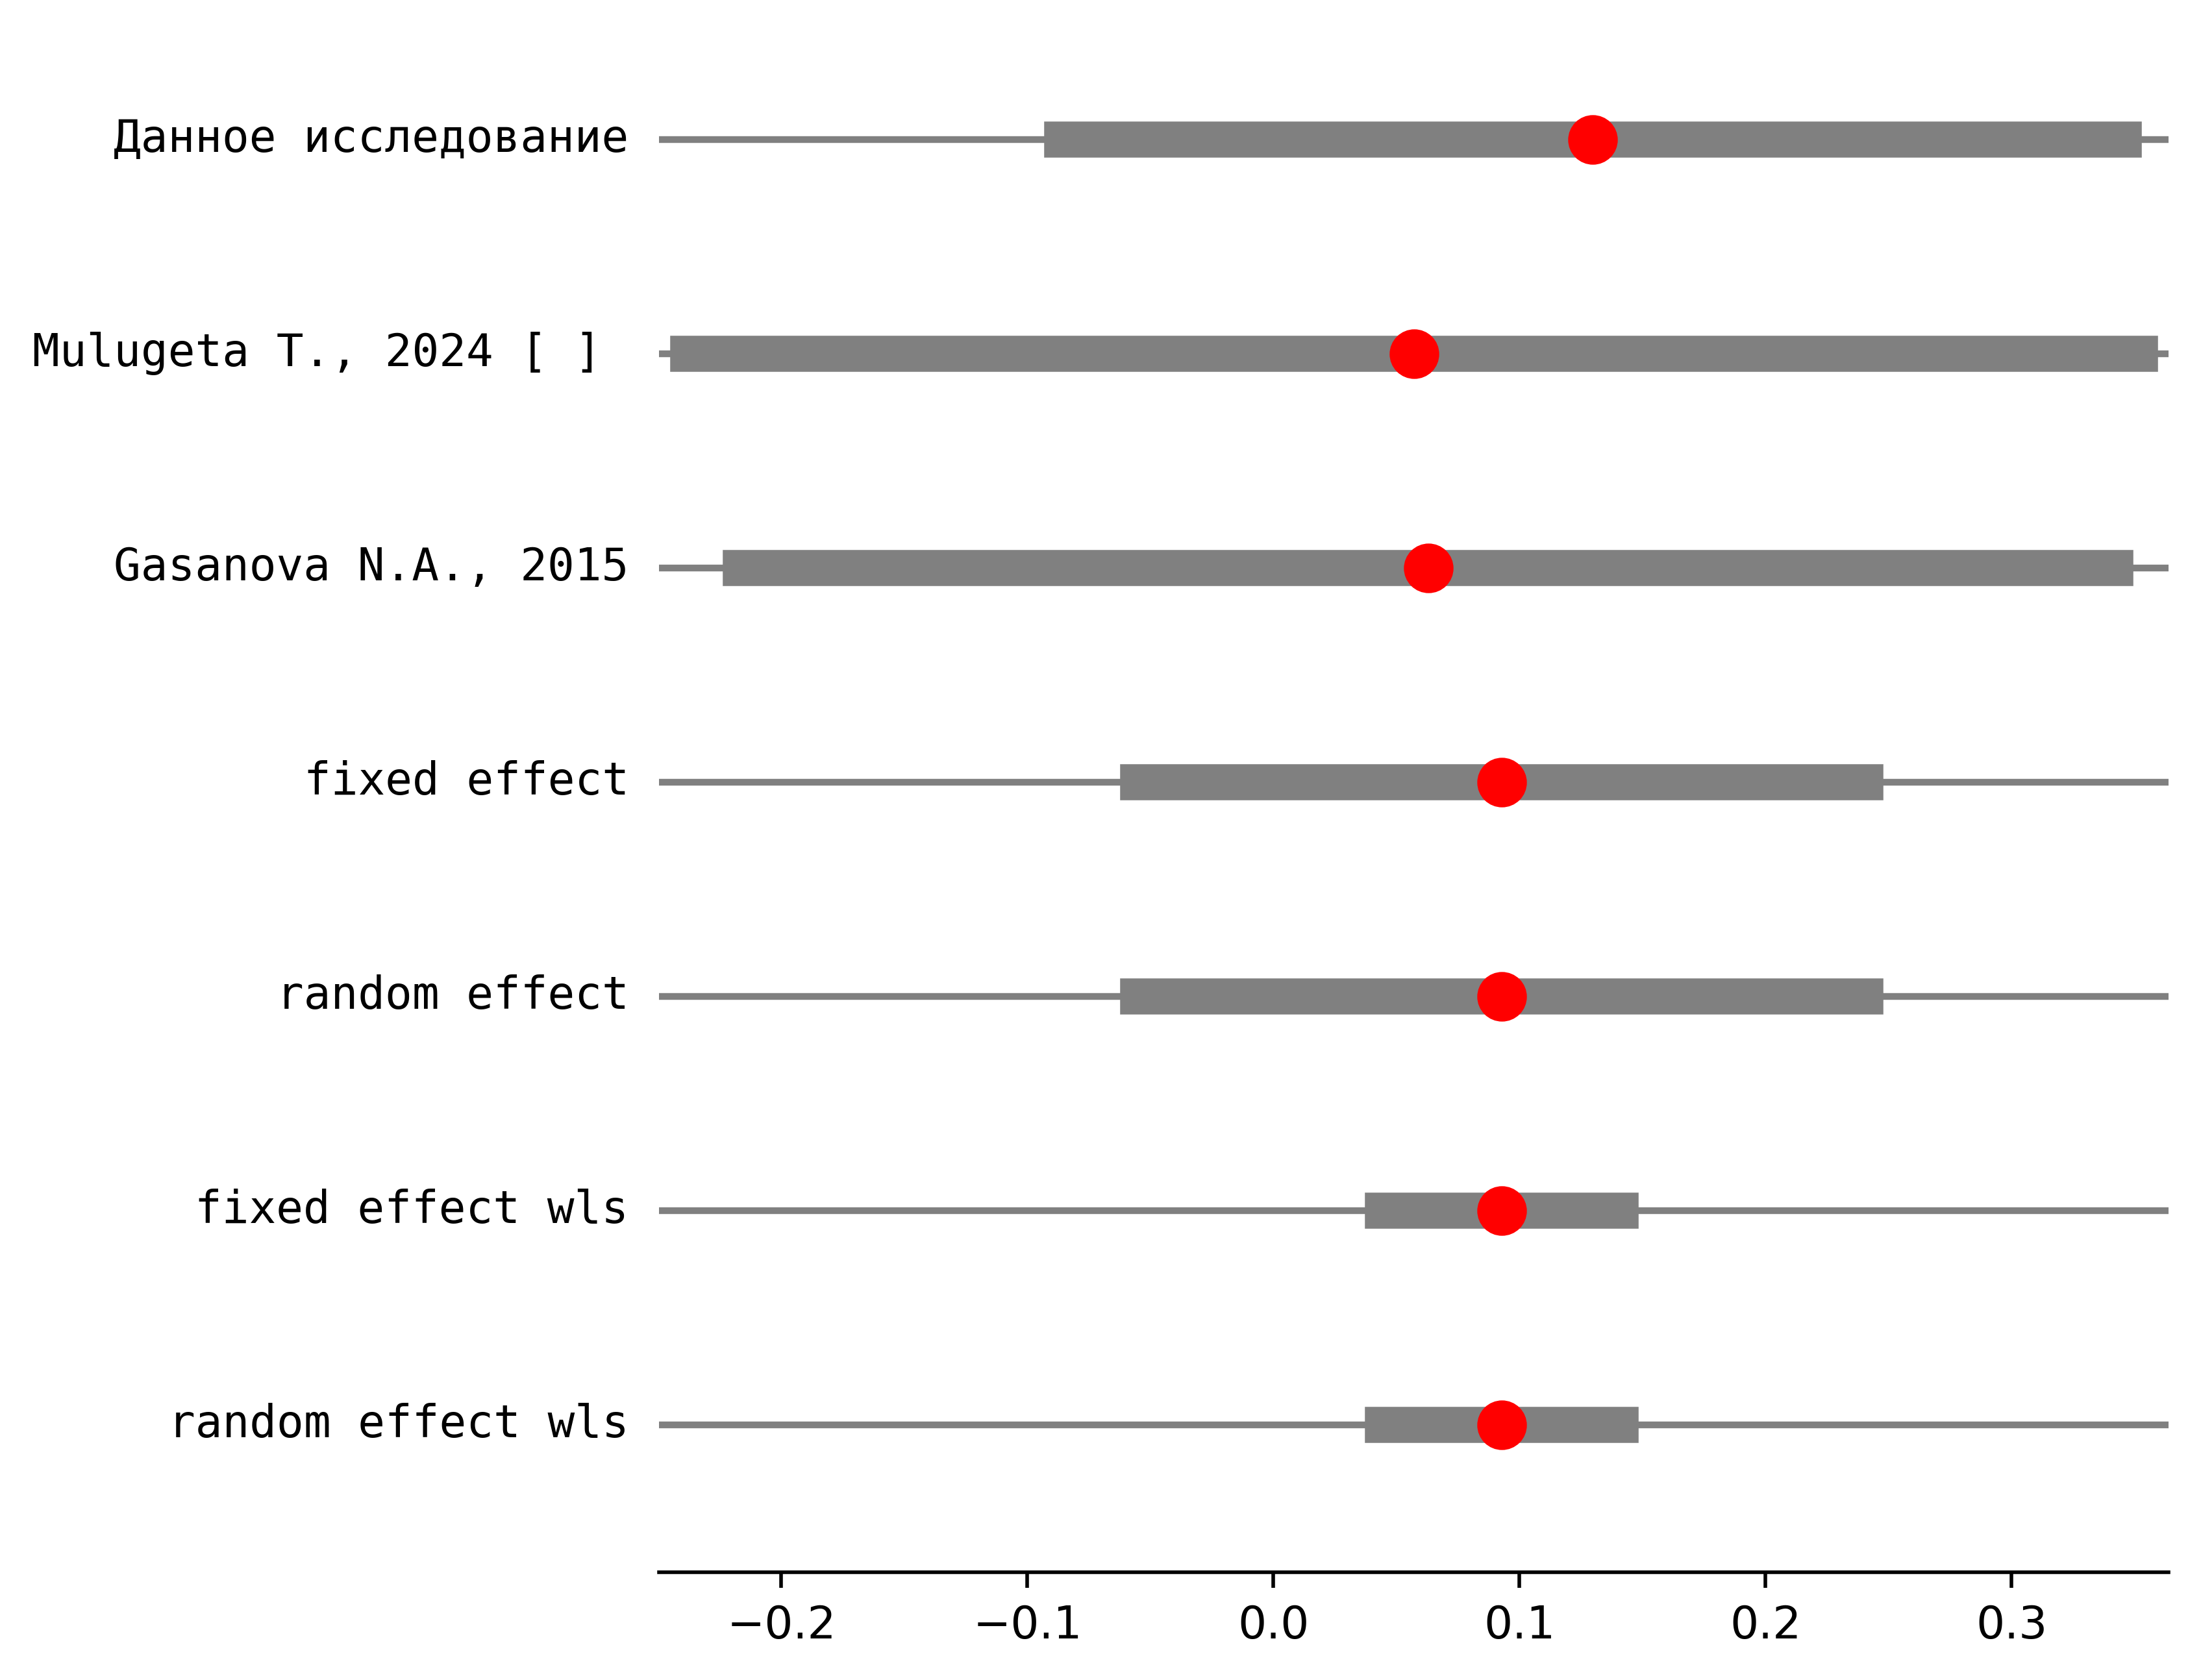 Данное исследование
Mulugeta T., 2024 [ ]
Gasanova N.A., 2015
fixed effect
random effect
fixed effect wls
random effect wls
−0.2 −0.1 0.0 0.1 0.2 0.3